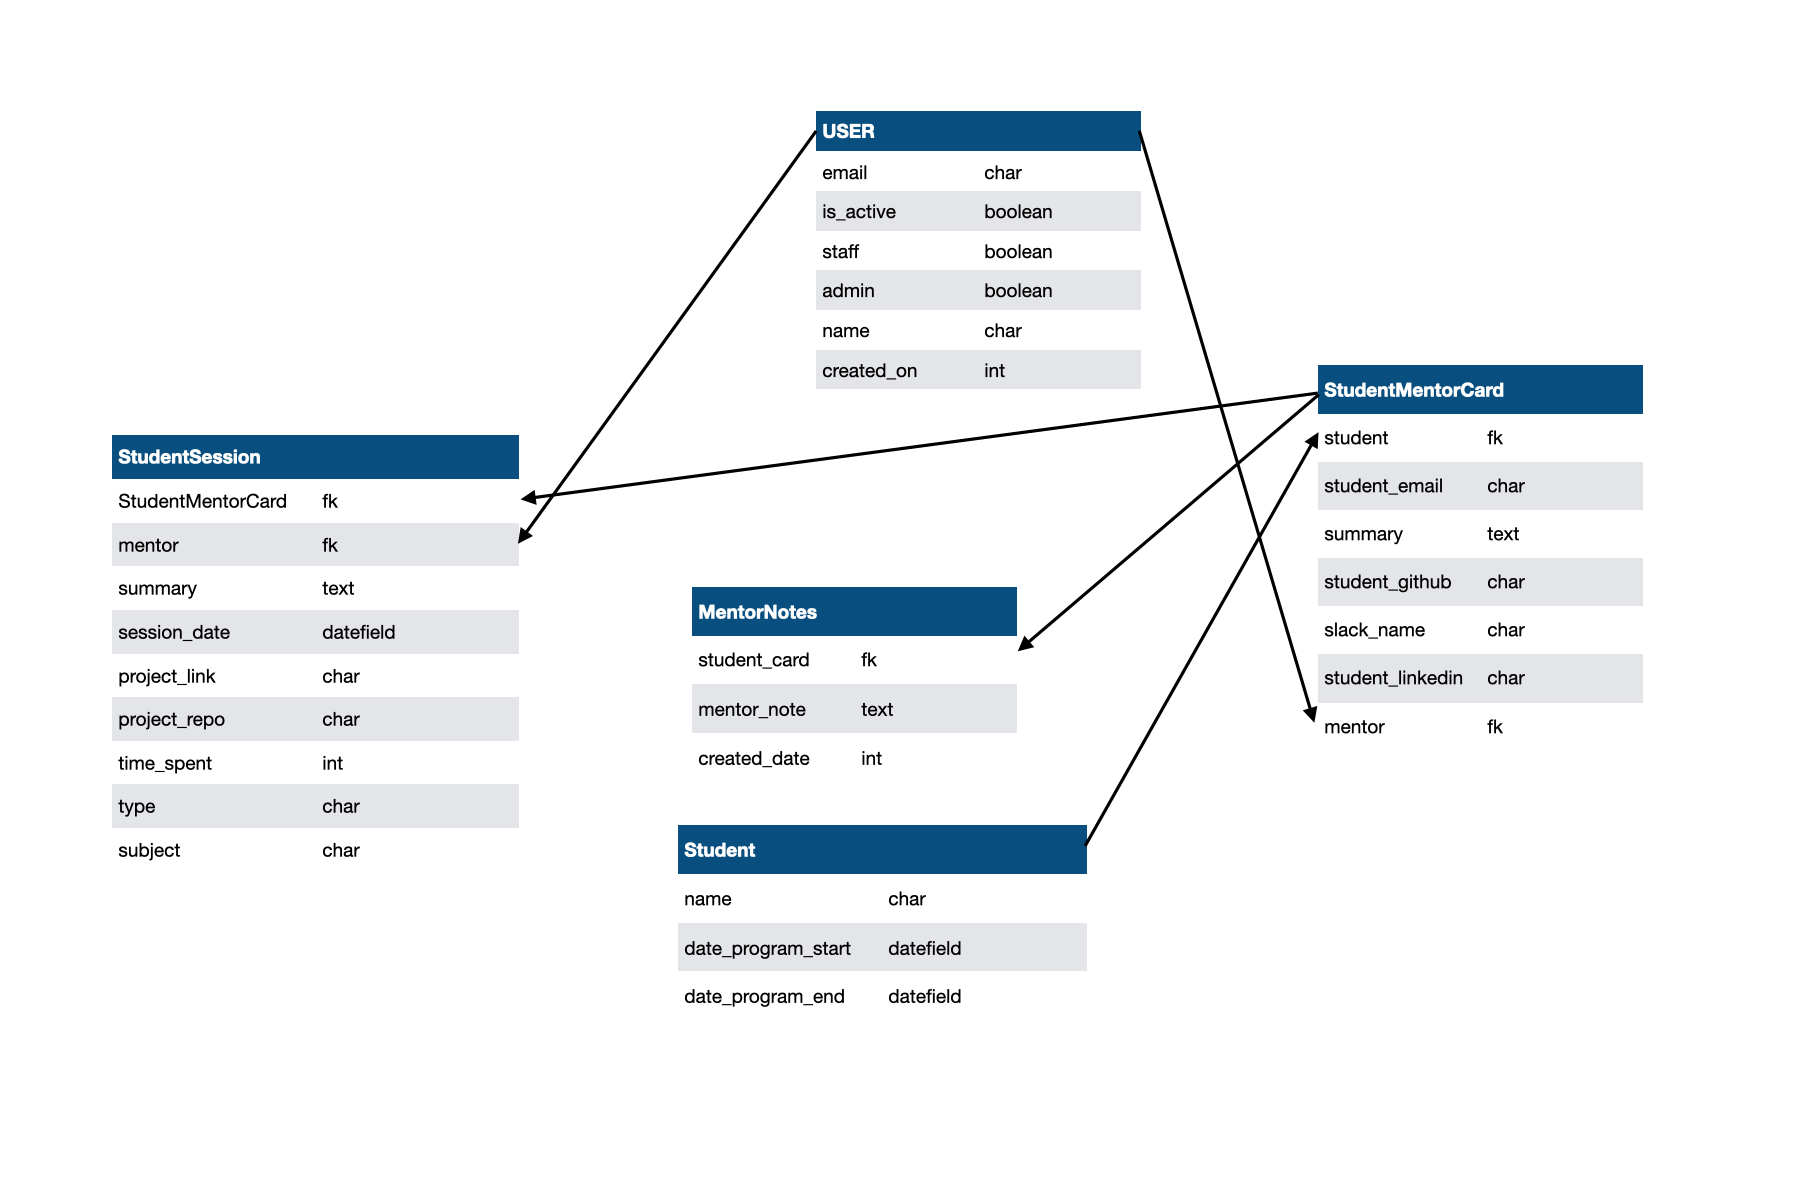 USER
email char
is_active boolean
staff boolean
admin boolean
name char
created_on int
StudentMentorCard
student fk
student_email char
summary text
student_github char
slack_name char
student_linkedin char
mentor fk
StudentSession
StudentMentorCard fk
mentor fk
summary text
session_date datefield
project_link char
project_repo char
time_spent int
type char
subject char
MentorNotes
student_card fk
mentor_note text
created_date int
Student
name char
date_program_start datefield
date_program_end datefield